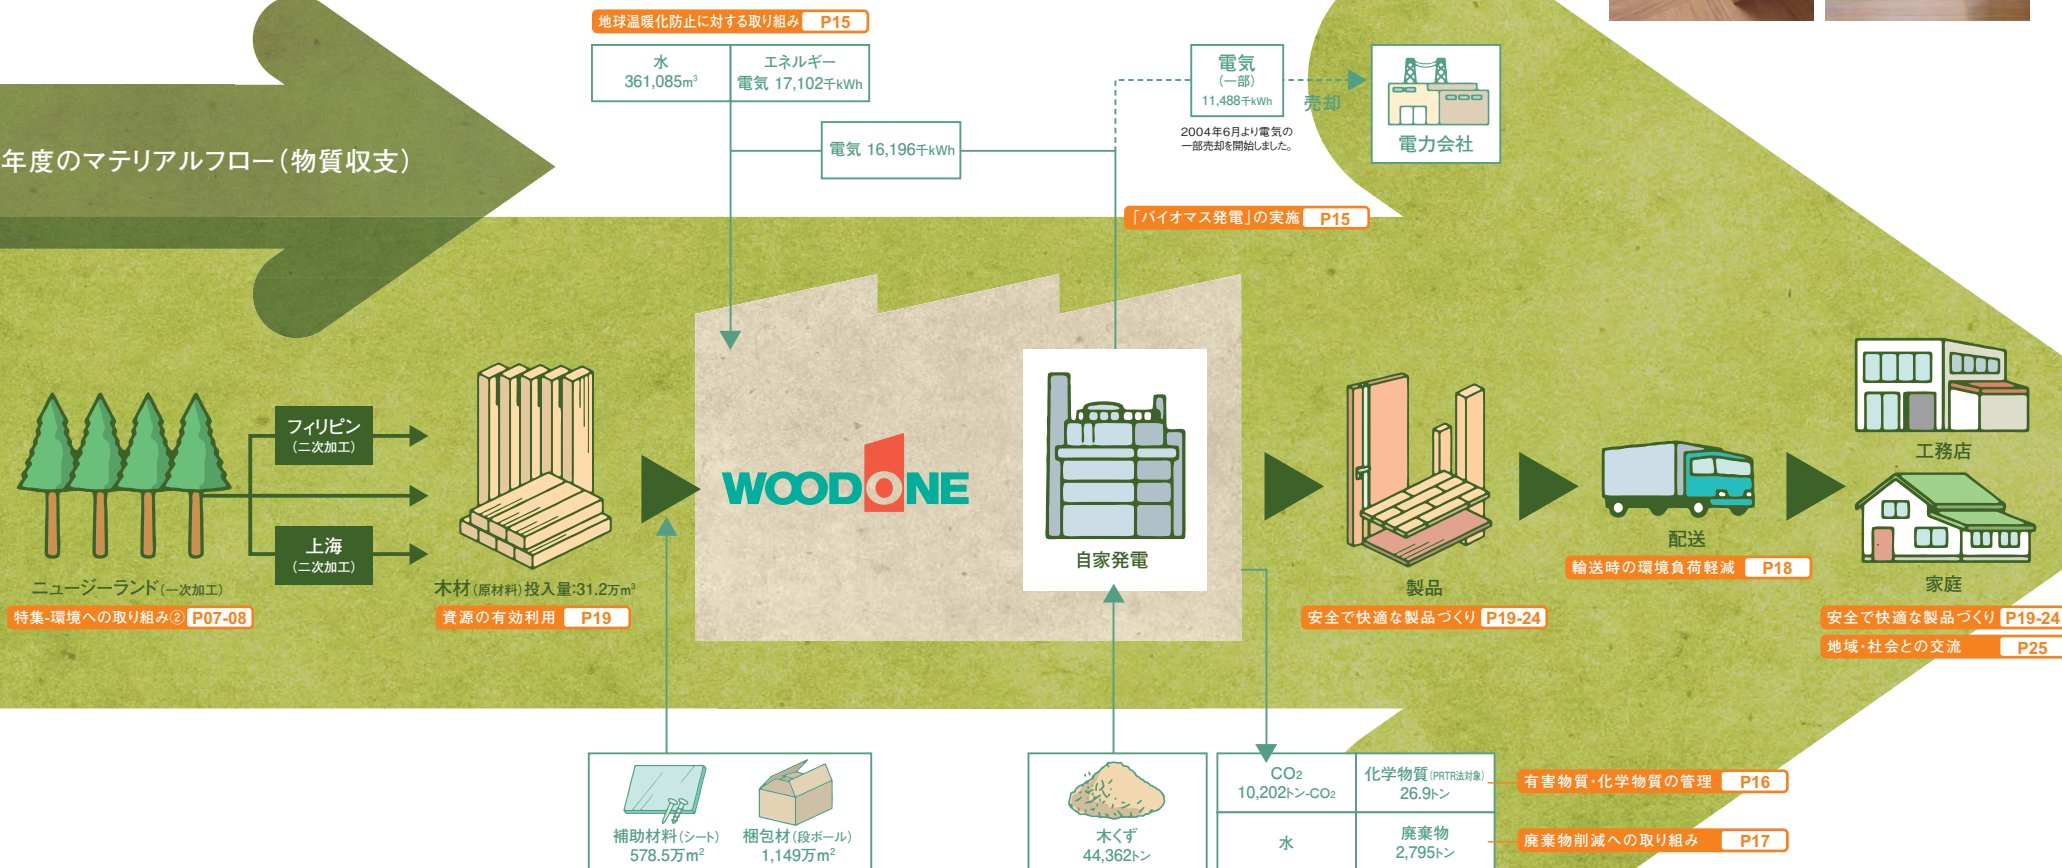 地球温暖化防止に対する取り組み P15
水
361,085m³
エネルギー
電気 17,102千kWh
電気
(一部)
11,488千kWh
売却
電力会社
2004年6月より電気の
一部売却を開始しました。
電気 16,196千kWh
年度のマテリアルフロー(物質収支)
「バイオマス発電」の実施 P15
フィリピン
(二次加工)
上海
(二次加工)
ニュージーランド(一次加工)
特集-環境への取り組み② P07-08
木材(原材料)投入量:31.2万m³
資源の有効利用 P19
WOODONE
自家発電
製品
安全で快適な製品づくり P19-24
配送
輸送時の環境負荷軽減 P18
工務店
家庭
安全で快適な製品づくり P19-24
地域・社会との交流 P25
補助材料(シート)
578.5万m²
梱包材(段ボール)
1,149万m²
木くず
44,362トン
CO₂
10,202トン-CO₂
化学物質(PRTR法対象)
26.9トン
水
廃棄物
2,795トン
有害物質・化学物質の管理 P16
廃棄物削減への取り組み P17